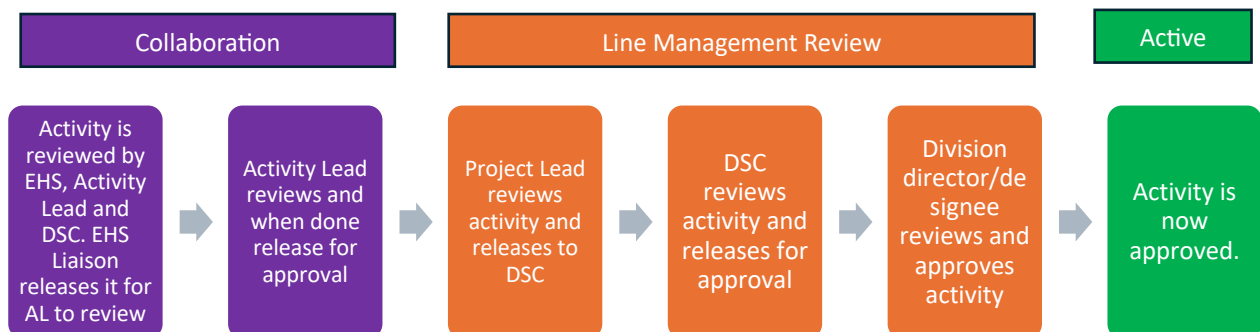 Collaboration
Line Management Review
Active
Activity is
reviewed by
EHS, Activity
Lead and
DSC. EHS
Liaison
releases it for
AL to review
Activity Lead
reviews and
when done
release for
approval
Project Lead
reviews
activity and
releases to
DSC
DSC
reviews
activity and
releases for
approval
Division
director/de
signee
reviews and
approves
activity
Activity is
now
approved.